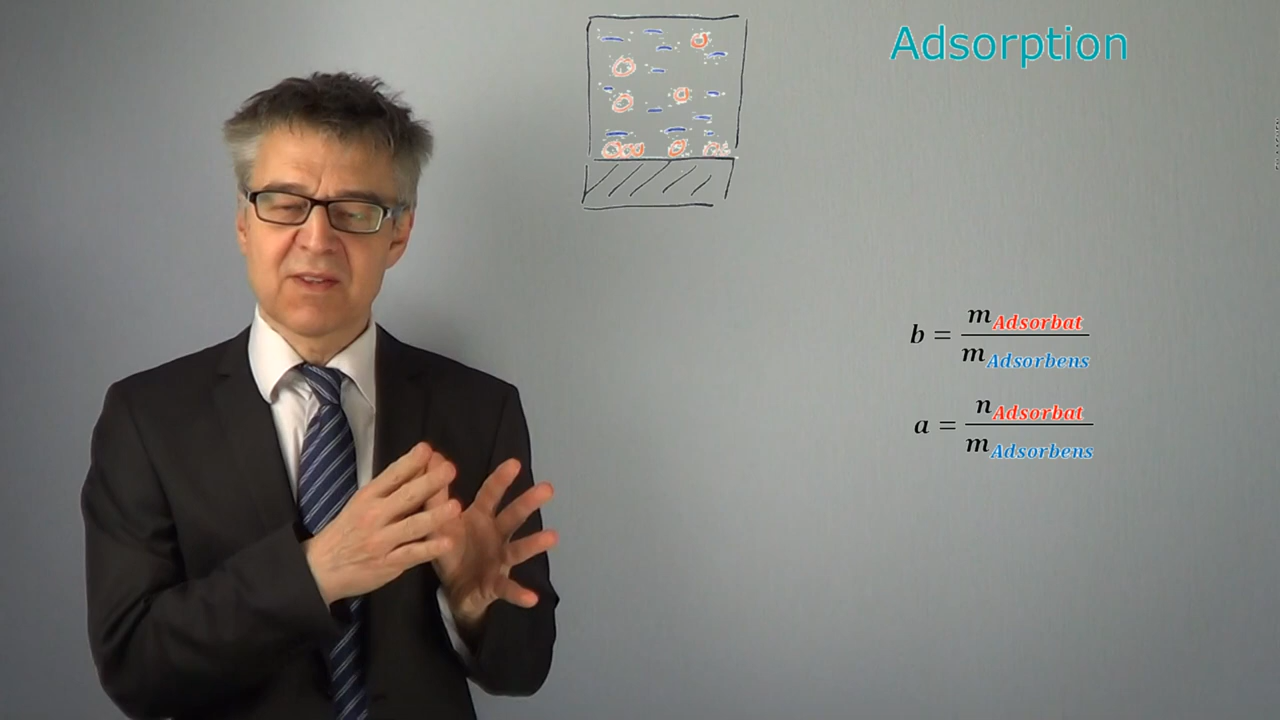 Adsorption
b = m_Adsorbat / m_Adsorbens
a = n_Adsorbat / m_Adsorbens